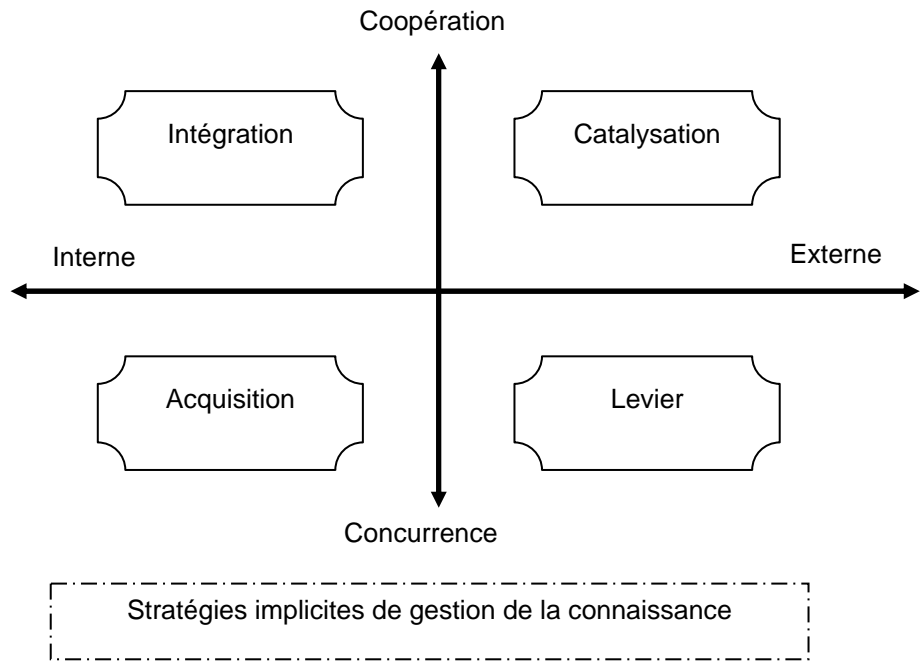 Coopération
Intégration
Catalysation
Interne
Externe
Acquisition
Levier
Concurrence
Stratégies implicites de gestion de la connaissance